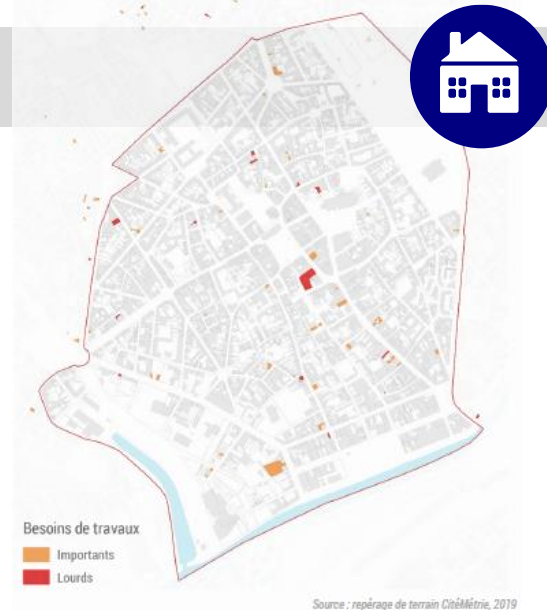 Besoins de travaux
Importants
Lourds
Source : repérage de terrain CitéMétrie, 2019